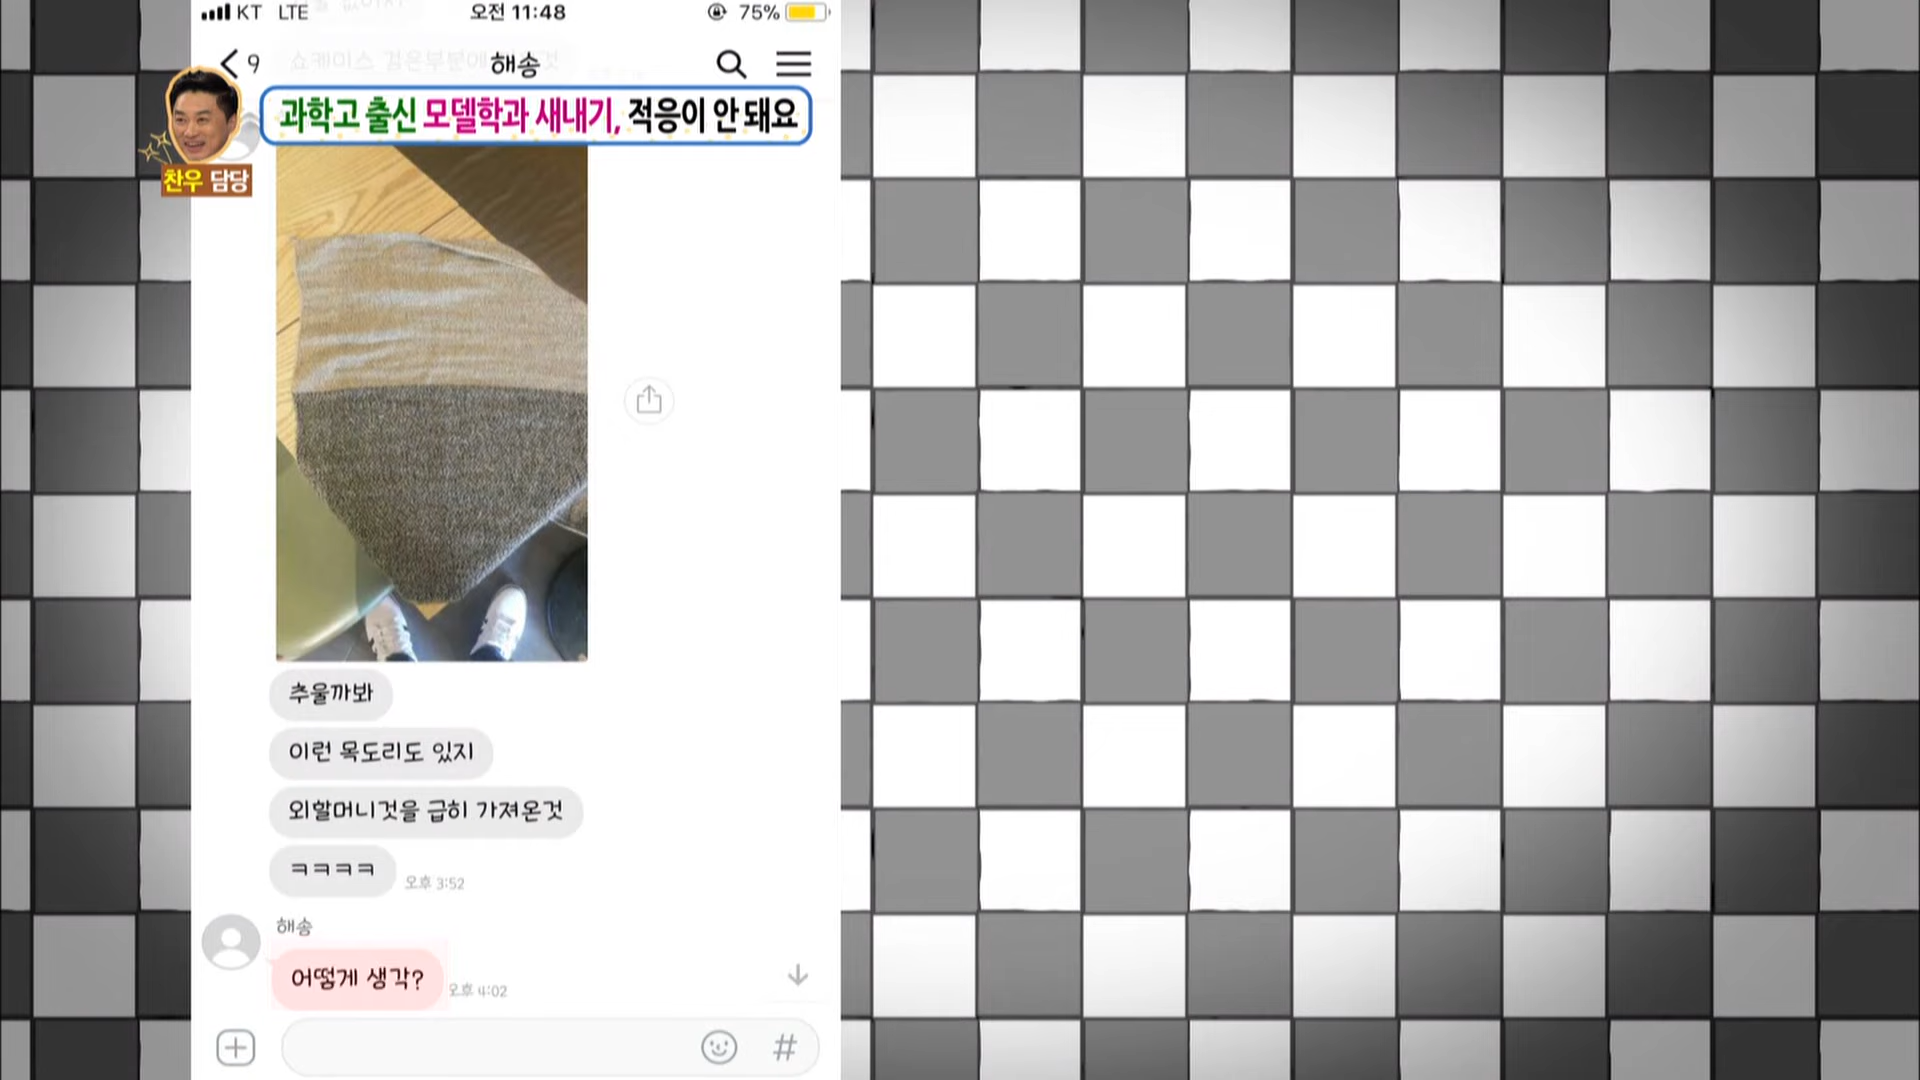 KT LTE 오전 11:48 75%
9 해송
과학고 출신 모델학과 새내기, 적응이 안 돼요
찬우 담당
추울까봐
이런 목도리도 있지
외할머니것을 급히 가져온것
ㅋㅋㅋㅋ
오후 3:52
해송
어떻게 생각?
오후 4:02
#